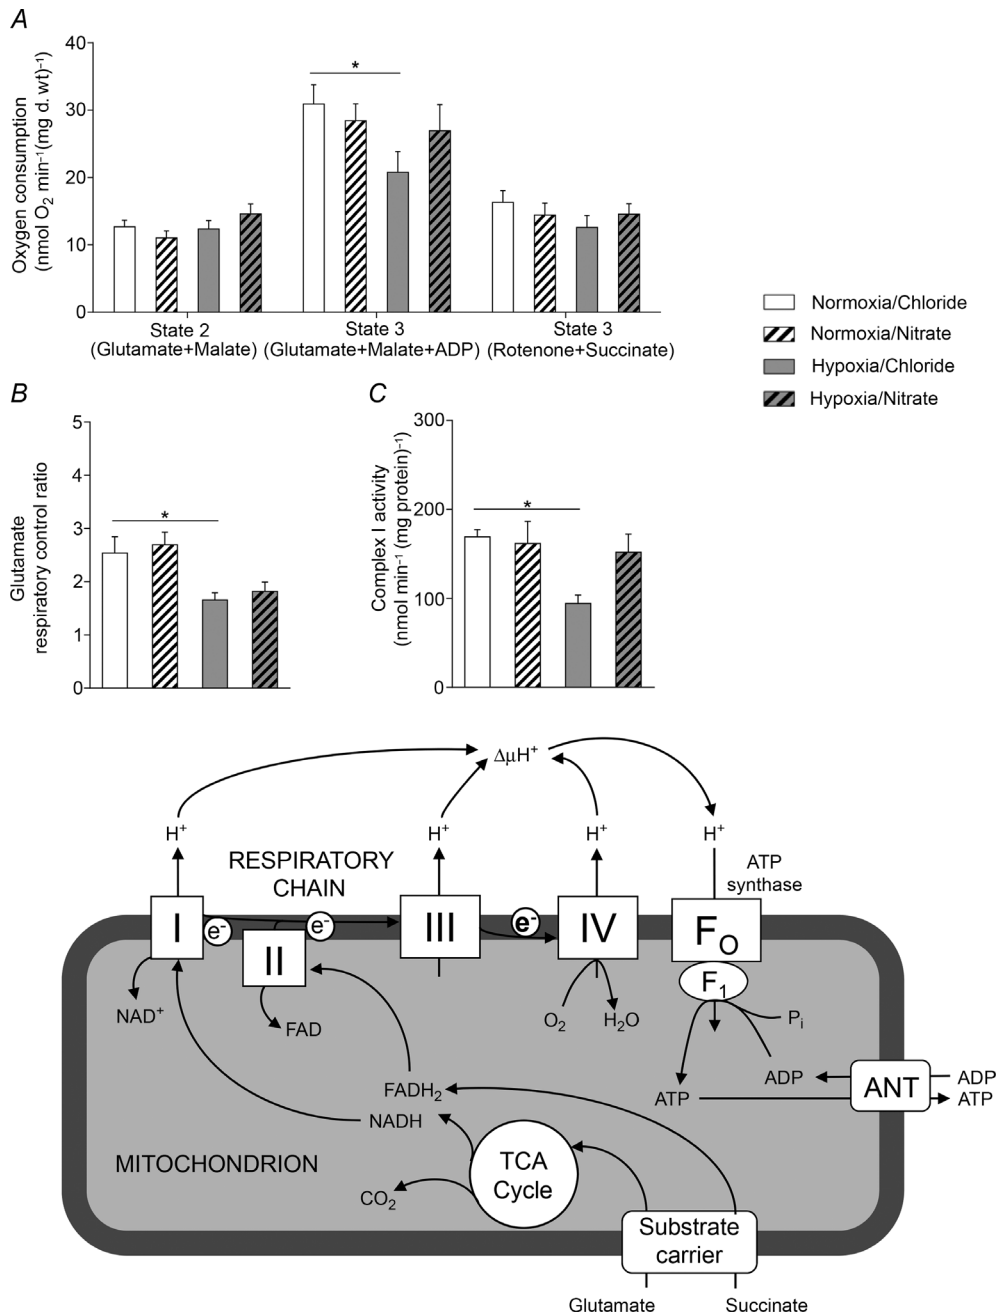 A
Oxygen consumption
(nmol O₂ min⁻¹(mg d. wt)⁻¹)
40
30
20
10
0
*
State 2
(Glutamate+Malate)
State 3
(Glutamate+Malate+ADP)
State 3
(Rotenone+Succinate)
Normoxia/Chloride
Normoxia/Nitrate
Hypoxia/Chloride
Hypoxia/Nitrate
B
Glutamate
respiratory control ratio
5
4
3
2
1
0
*
C
Complex I activity
(nmol min⁻¹ (mg protein)⁻¹)
300
200
100
0
*
ΔµH⁺
H⁺
H⁺
H⁺
H⁺
RESPIRATORY
CHAIN
ATP
synthase
I
e⁻
II
e⁻
III
e⁻
IV
F_O
F₁
NAD⁺
FAD
O₂
H₂O
P_i
FADH₂
NADH
ATP
ADP
ANT
ADP
ATP
MITOCHONDRION
TCA
Cycle
CO₂
Substrate
carrier
Glutamate
Succinate